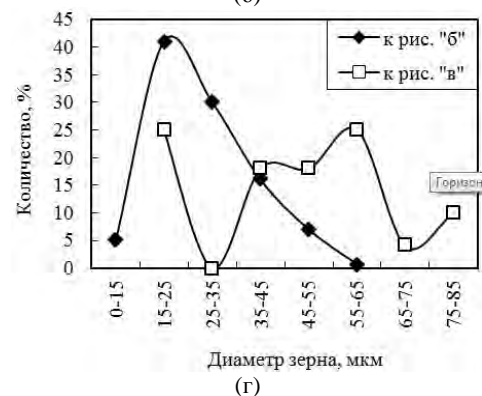 (б)
45
40
35
30
25
20
15
10
5
0
Количество, %
к рис. "б"
к рис. "в"
Горизон
0-15
15-25
25-35
35-45
45-55
55-65
65-75
75-85
Диаметр зерна, мкм
(г)